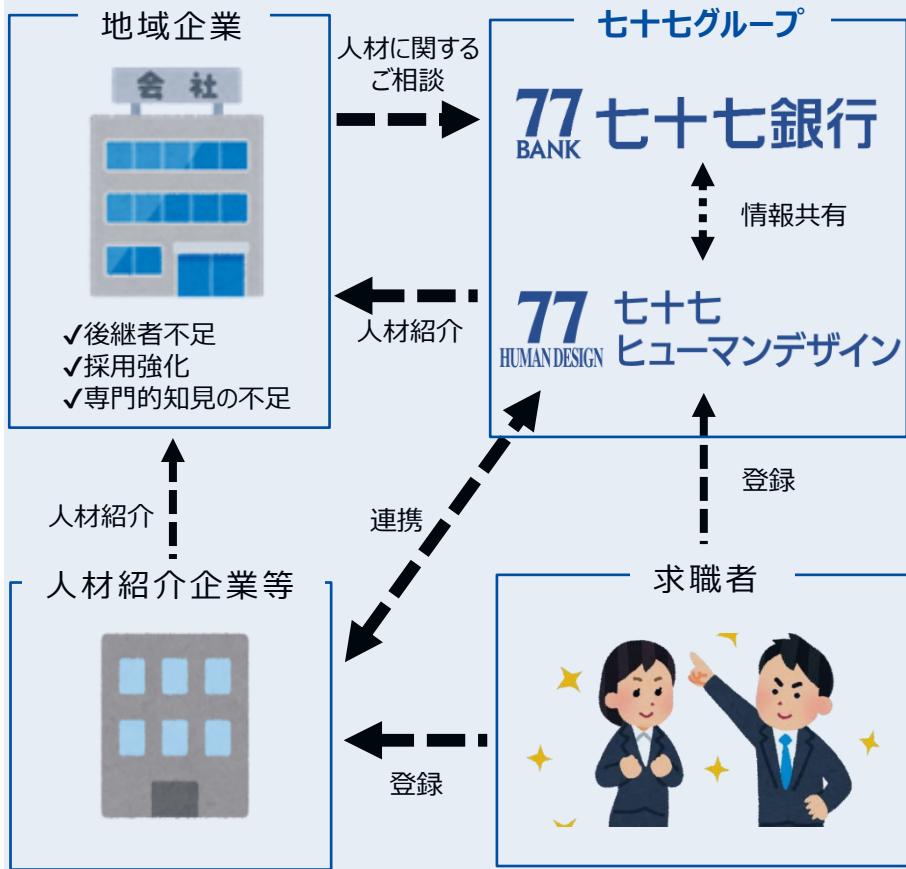 地域企業
会社
✓後継者不足
✓採用強化
✓専門的知見の不足
人材に関する
ご相談
人材紹介
七十七グループ
77
BANK
七十七銀行
情報共有
77
HUMAN DESIGN
七十七
ヒューマンデザイン
人材紹介
連携
登録
人材紹介企業等
登録
求職者